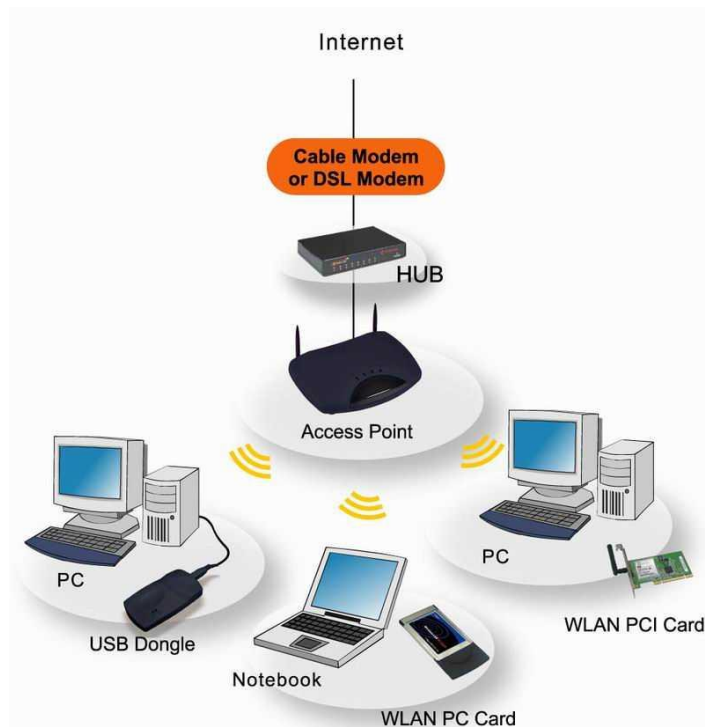 Internet
Cable Modem
or DSL Modem
HUB
Access Point
PC
PC
USB Dongle
WLAN PCI Card
Notebook
WLAN PC Card